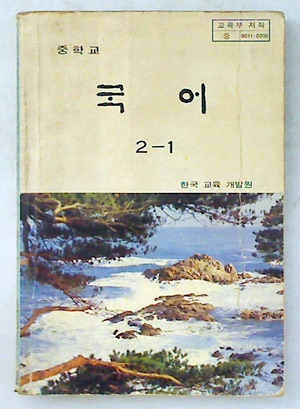 교육부 저작
중 9011-0200
중학교
국 어
2-1
한국 교육 개발원